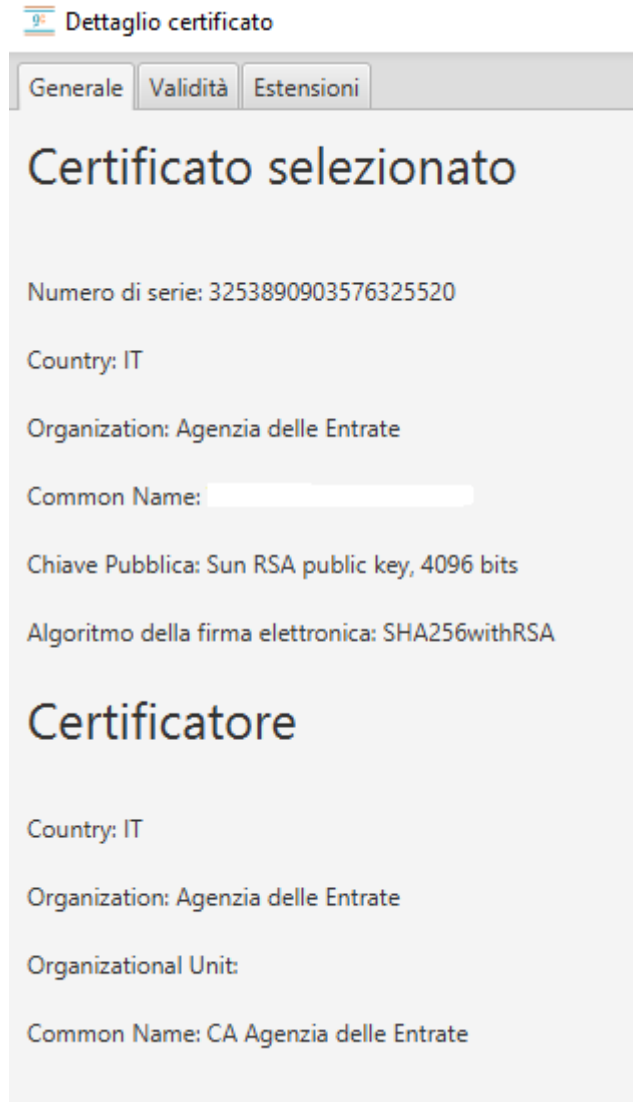 Dettaglio certificato
Generale Validità Estensioni
Certificato selezionato
Numero di serie: 3253890903576325520
Country: IT
Organization: Agenzia delle Entrate
Common Name:
Chiave Pubblica: Sun RSA public key, 4096 bits
Algoritmo della firma elettronica: SHA256withRSA
Certificatore
Country: IT
Organization: Agenzia delle Entrate
Organizational Unit:
Common Name: CA Agenzia delle Entrate